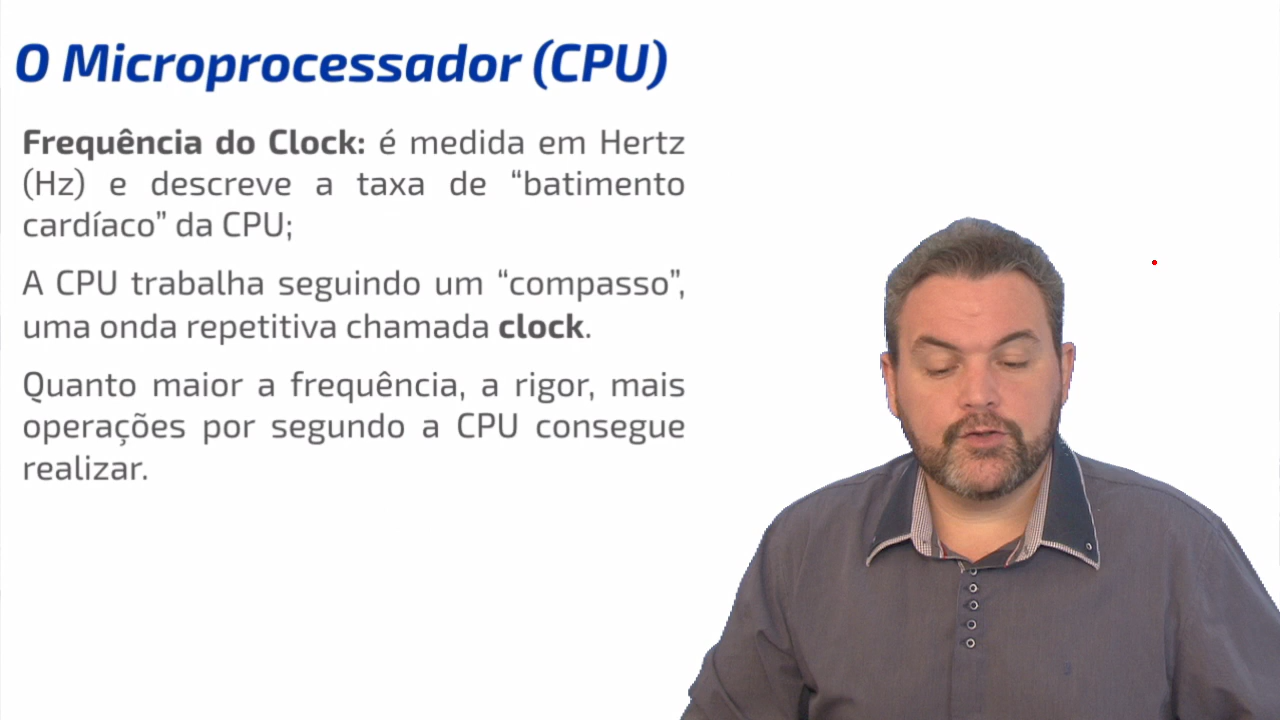 O Microprocessador (CPU)
Frequência do Clock: é medida em Hertz
(Hz) e descreve a taxa de “batimento
cardíaco” da CPU;
A CPU trabalha seguindo um “compasso”,
uma onda repetitiva chamada clock.
Quanto maior a frequência, a rigor, mais
operações por segundo a CPU consegue
realizar.